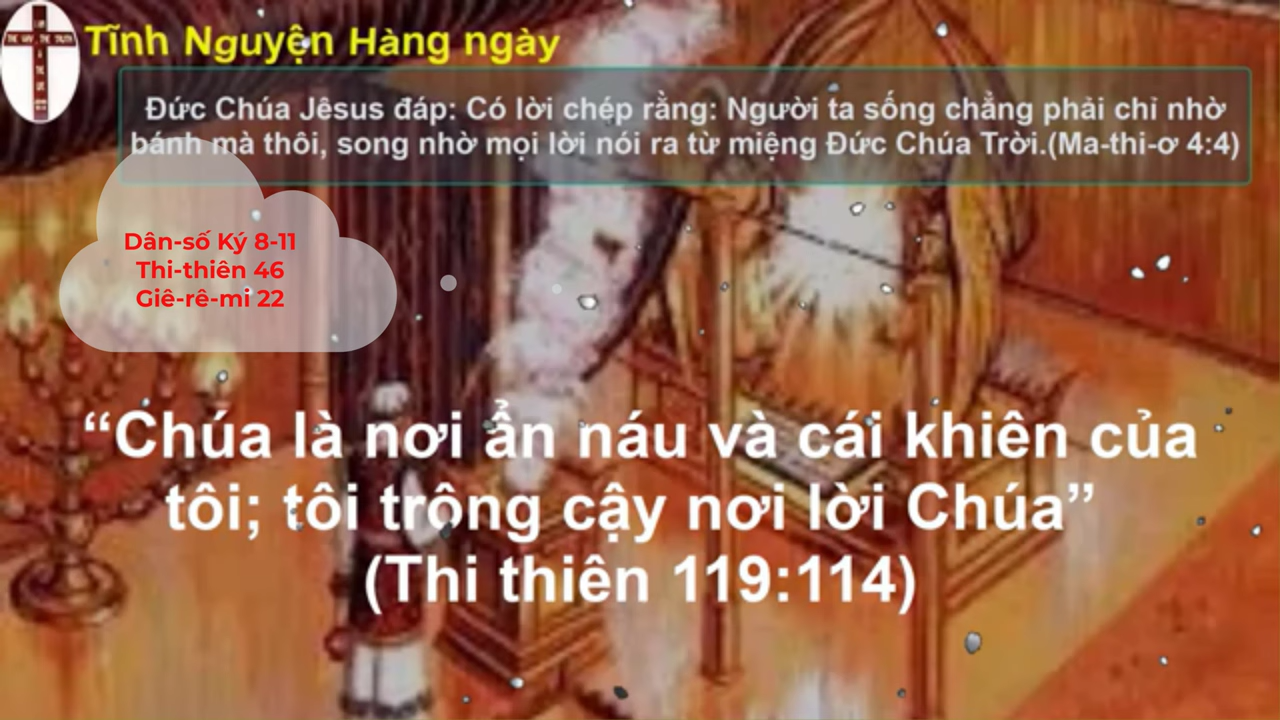 Tĩnh Nguyện Hàng ngày
Đức Chúa Jêsus đáp: Có lời chép rằng: Người ta sống chẳng phải chỉ nhờ
bánh mà thôi, song nhờ mọi lời nói ra từ miệng Đức Chúa Trời.(Ma-thi-ơ 4:4)
Dân-số Ký 8-11
Thi-thiên 46
Giê-rê-mi 22
“Chúa là nơi ẩn náu và cái khiên của
tôi; tôi trông cậy nơi lời Chúa”
(Thi thiên 119:114)